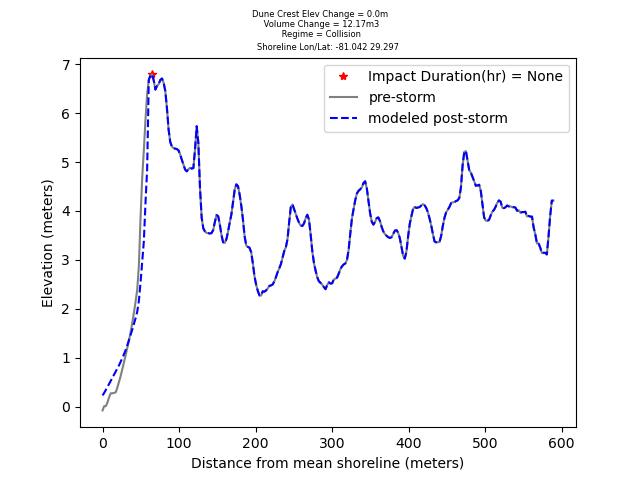 Dune Crest Elev Change = 0.0m
Volume Change = 12.17m3
Regime = Collision
Shoreline Lon/Lat: -81.042 29.297
Impact Duration(hr) = None
pre-storm
modeled post-storm
7
6
5
4
3
2
1
0
Elevation (meters)
0 100 200 300 400 500 600
Distance from mean shoreline (meters)